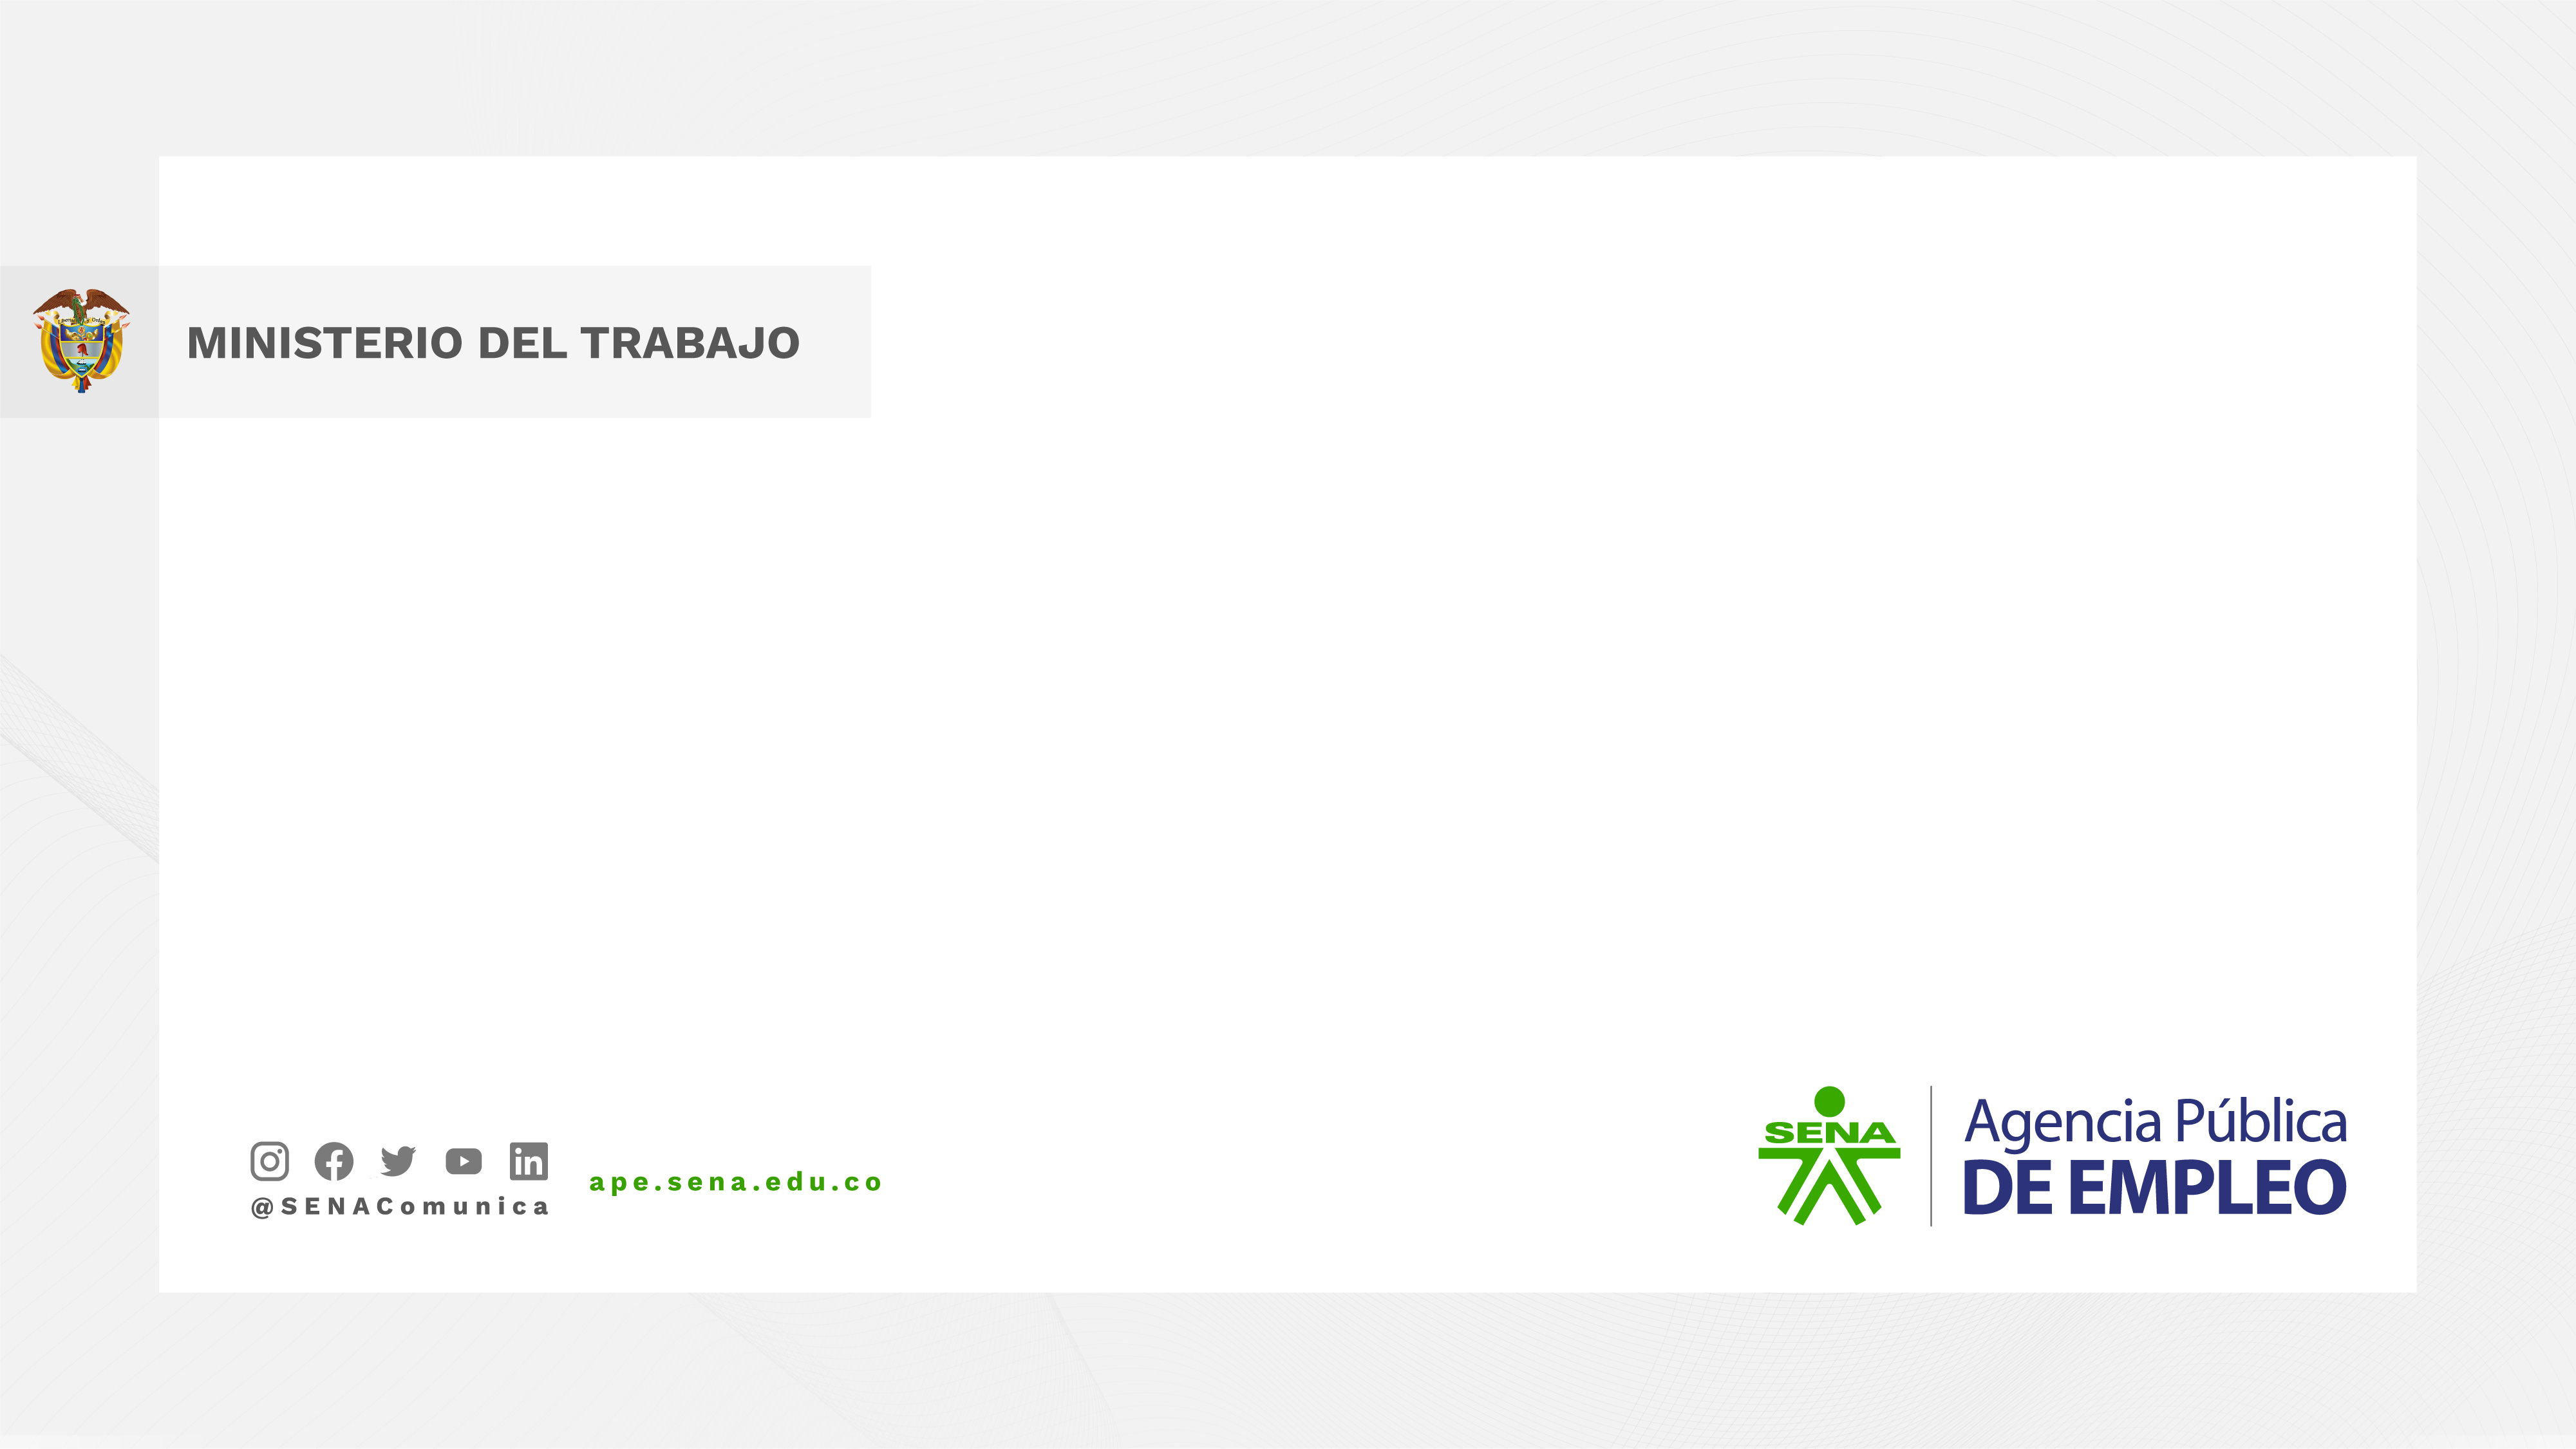 MINISTERIO DEL TRABAJO
@SENAComunica
ape.sena.edu.co
SENA
Agencia Pública
DE EMPLEO